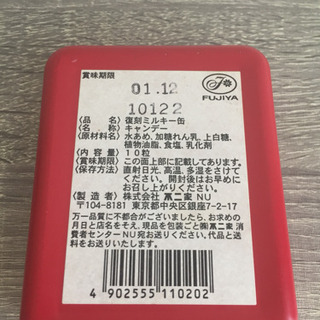 賞味期限
01.12
10122
FUJIYA
〈品 名〉復刻ミルキー缶
〈名 称〉キャンデー
〈原材料名〉水あめ、加糖れん乳、上白糖、
植物油脂、食塩、乳化剤
〈内 容 量〉10粒
〈賞味期限〉この面上部に記載してあります。
〈保存方法〉直射日光、高温、多湿をさけて
ください。開封後はお早めに
お召し上がりください。
〈製 造 者〉株式会社 不二家 NU
〒104-8181 東京都中央区銀座7-2-17
万一品質に不都合がございましたら、お求めの
月日と店名をそえ、現品を包装ごと㈱不二家 消費
者センターNU宛お送りください。代品と送
料をお送りいたします。
4 902555 110202